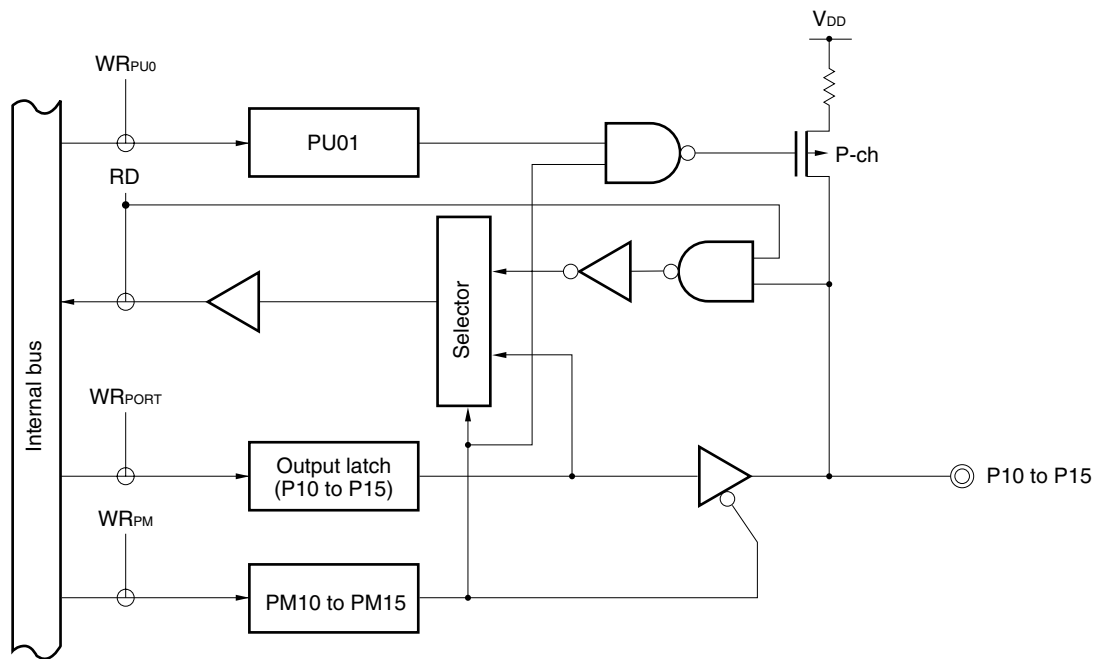 VDD
WRPU0
PU01
P-ch
RD
Selector
Internal bus
WRPORT
Output latch
(P10 to P15)
P10 to P15
WRPM
PM10 to PM15